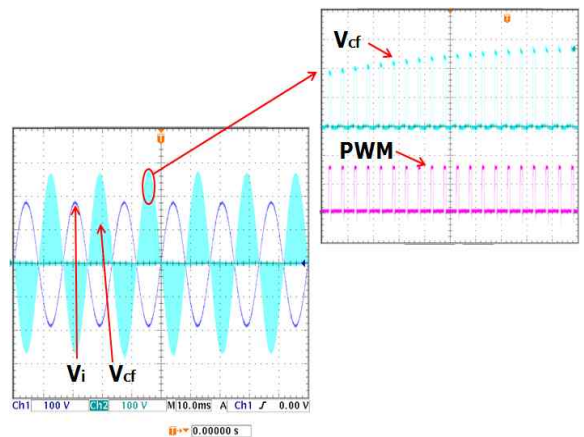 Vcf
PWM
Vi
Vcf
Ch1 100 V Ch2 100 V M 10.0ms A Ch1 ƒ 0.00 V
0.00000 s